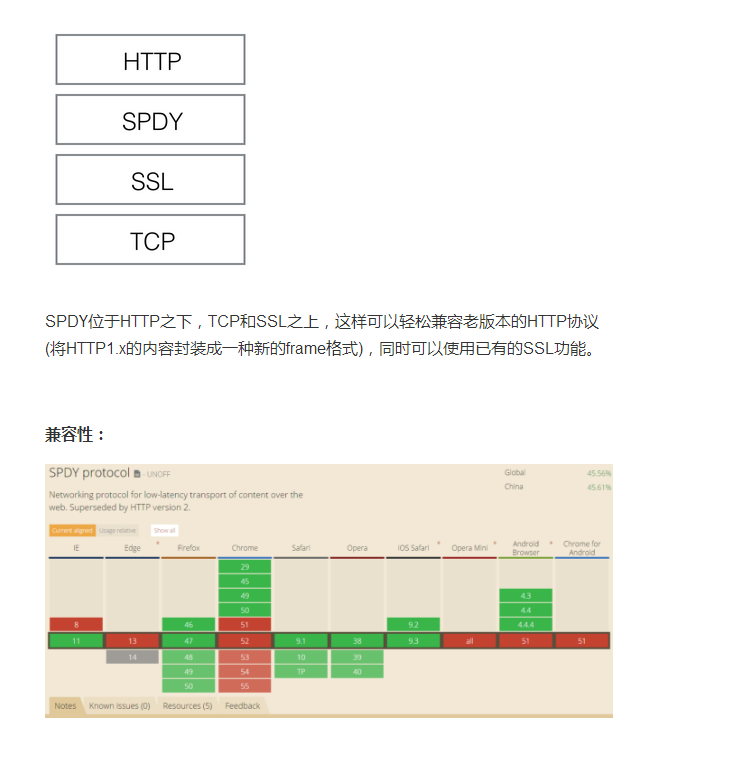 HTTP
SPDY
SSL
TCP
SPDY位于HTTP之下，TCP和SSL之上，这样可以轻松兼容老版本的HTTP协议
(将HTTP1.x的内容封装成一种新的frame格式)，同时可以使用已有的SSL功能。
兼容性：
SPDY protocol - UNOFF
Global 45.56%
China 45.61%
Networking protocol for low-latency transport of content over the
web. Superseded by HTTP version 2.
Current aligned Usage relative Show all
IE Edge * Firefox Chrome Safari Opera IOS Safari * Opera Mini * Android Browser * Chrome for Android
29
45
49 4.3
50 4.4
8 46 51 9.2 4.4.4
11 13 47 52 9.1 38 9.3 all 51 51
14 48 53 10 39
49 54 TP 40
50 55
Notes Known issues (0) Resources (5) Feedback